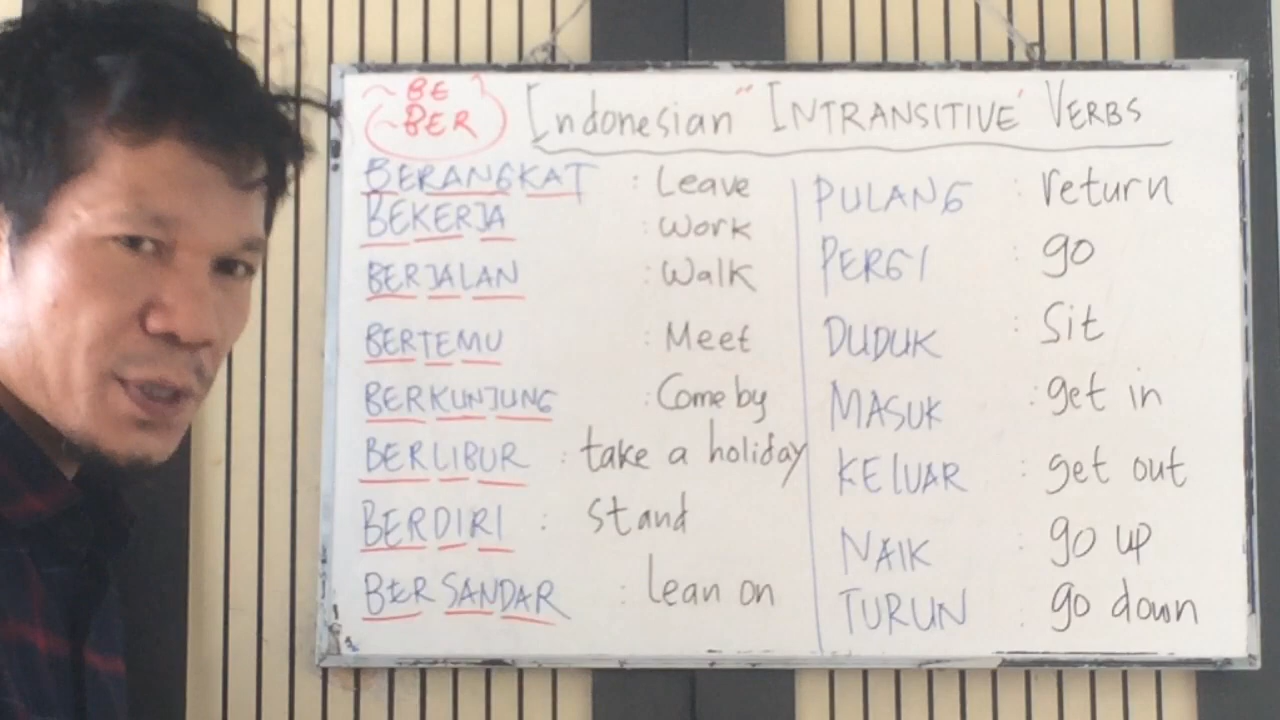 ~ BE
~ BER
Indonesian "INTRANSITIVE" VERBS
BERANGKAT : Leave
BEKERJA : Work
BERJALAN : Walk
BERTEMU : Meet
BERKUNJUNG : Come by
BERLIBUR : take a holiday
BERDIRI : Stand
BERSANDAR : lean on
PULANG : return
PERGI : go
DUDUK : Sit
MASUK : get in
KELUAR : get out
NAIK : go up
TURUN : go down